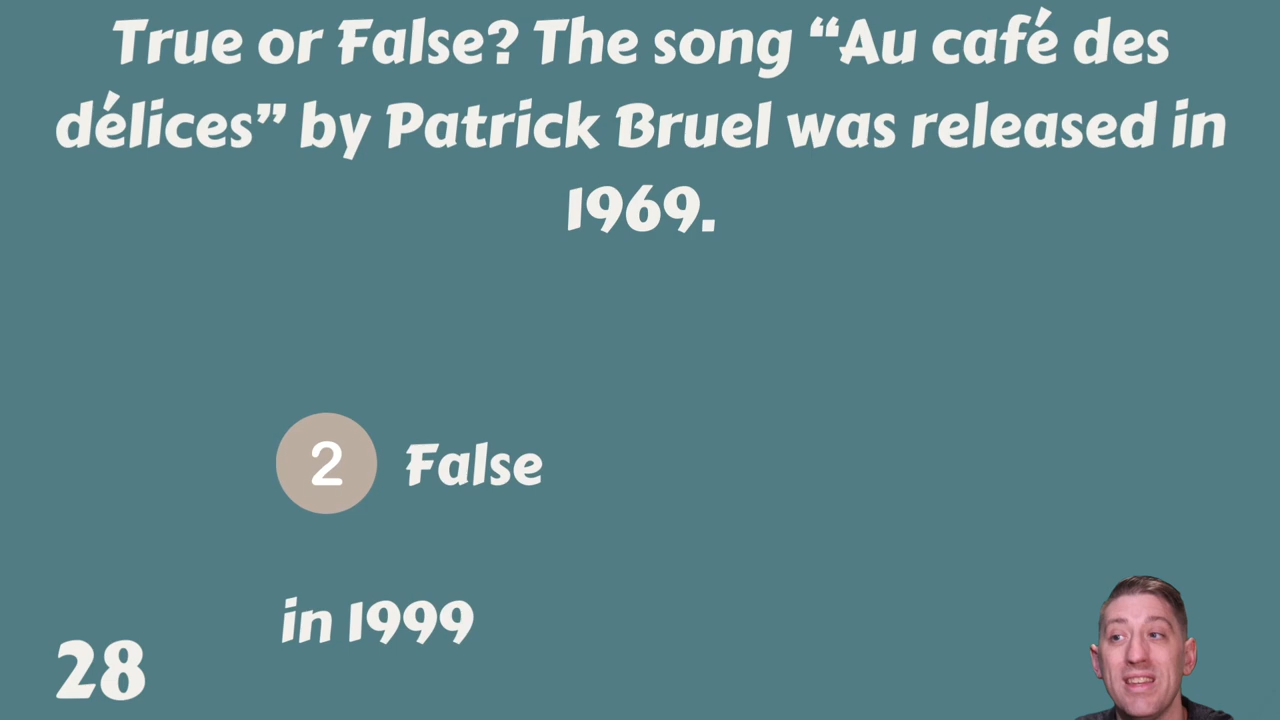 True or False? The song “Au café des
délices” by Patrick Bruel was released in
1969.
2 False
in 1999
28